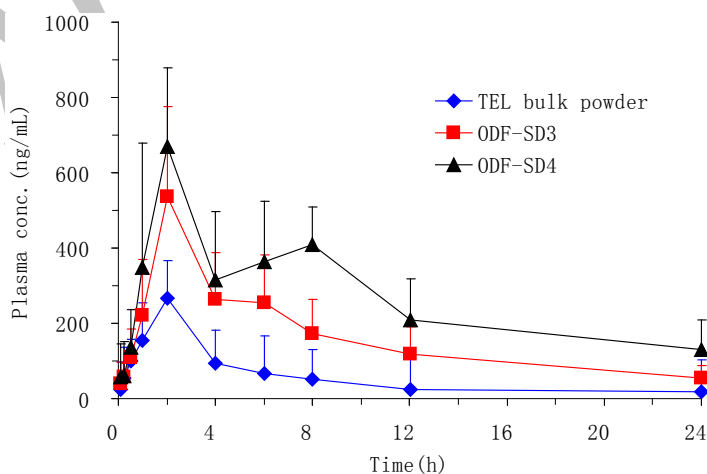 1000
800
600
400
200
0
Plasma conc.(ng/mL)
TEL bulk powder
ODF-SD3
ODF-SD4
0 4 8 12 16 20 24
Time(h)